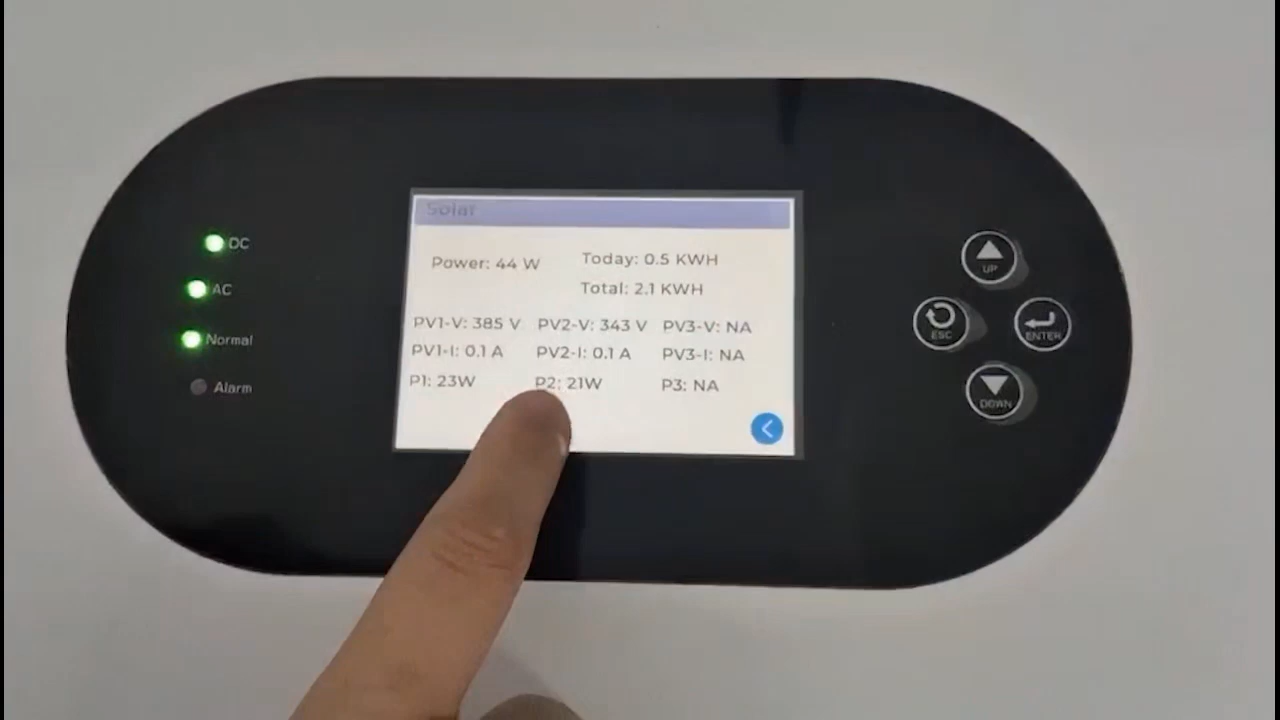 Solar
Power: 44 W
Today: 0.5 KWH
Total: 2.1 KWH
PV1-V: 385 V PV2-V: 343 V PV3-V: NA
PV1-I: 0.1 A PV2-I: 0.1 A PV3-I: NA
P1: 23W P2: 21W P3: NA
DC
AC
Normal
Alarm
UP
ESC
ENTER
DOWN